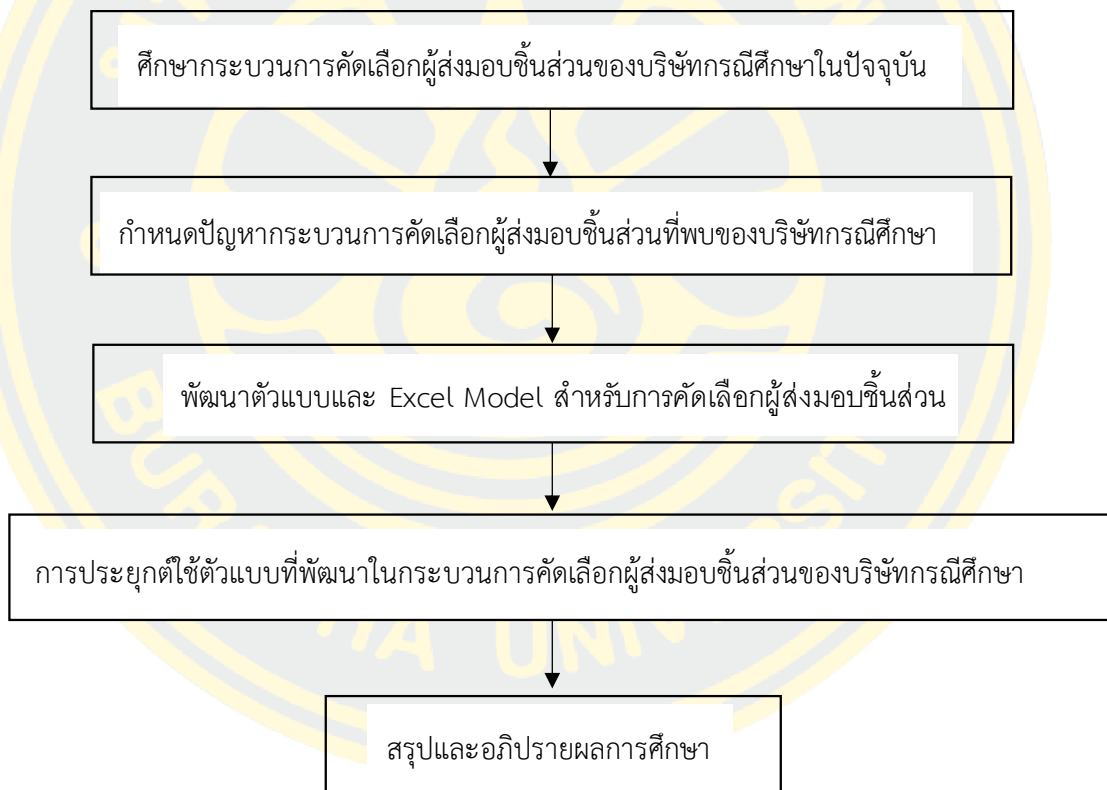 ศึกษากระบวนการคัดเลือกผู้ส่งมอบชิ้นส่วนของบริษัทกรณีศึกษาในปัจจุบัน
กำหนดปัญหากระบวนการคัดเลือกผู้ส่งมอบชิ้นส่วนที่พบของบริษัทกรณีศึกษา
พัฒนาตัวแบบและ Excel Model สำหรับการคัดเลือกผู้ส่งมอบชิ้นส่วน
การประยุกต์ใช้ตัวแบบที่พัฒนาในกระบวนการคัดเลือกผู้ส่งมอบชิ้นส่วนของบริษัทกรณีศึกษา
สรุปและอภิปรายผลการศึกษา